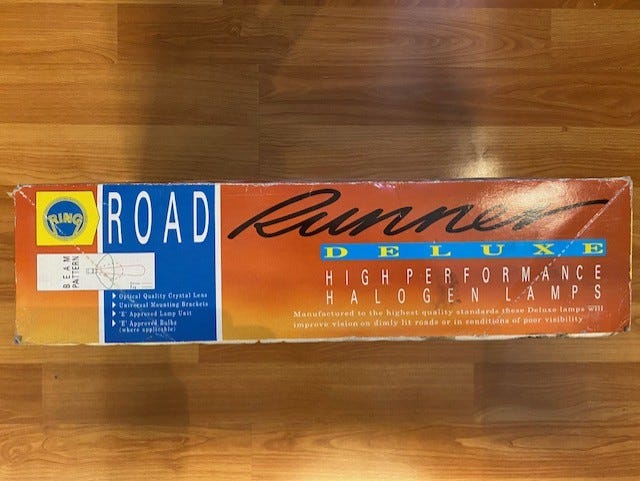 RING
ROAD
Runner
DELUXE
HIGH PERFORMANCE
HALOGEN LAMPS
Manufactured to the highest quality standards these Deluxe lamps will
improve vision on dimly lit roads or in conditions of poor visibility
BEAM
PATTERN
Optical Quality Crystal Lens
Universal Mounting Brackets
'E' Approved Lamp Unit
'E' Approved Bulbs
(where applicable)